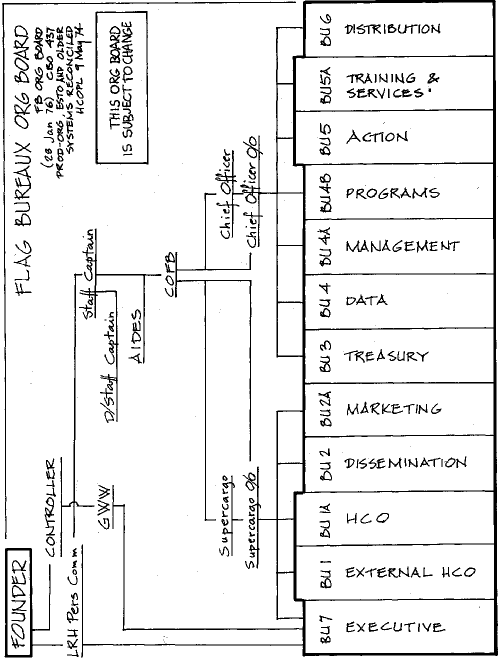 FLAG BUREAUX ORG BOARD
FB ORG BOARD
(28 Jan 76) CBO 437
PROD-ORG ESTO AND OLDER
SYSTEMS RECONCILED
HCOPL 9 May 74
THIS ORG BOARD
IS SUBJECT TO CHANGE
FOUNDER
CONTROLLER
LRH Pers Comm
GWW
Staff Captain
D/Staff Captain
AIDES
COFB
Chief Officer
Chief Officer O/O
Supercargo
Supercargo O/O
BU 6 DISTRIBUTION
BU5A TRAINING &
SERVICES
BU 5 ACTION
BU4B PROGRAMS
BU 4A MANAGEMENT
BU 4 DATA
BU 3 TREASURY
BU 2A MARKETING
BU 2 DISSEMINATION
BU 1A HCO
BU 1 EXTERNAL HCO
BU 7 EXECUTIVE